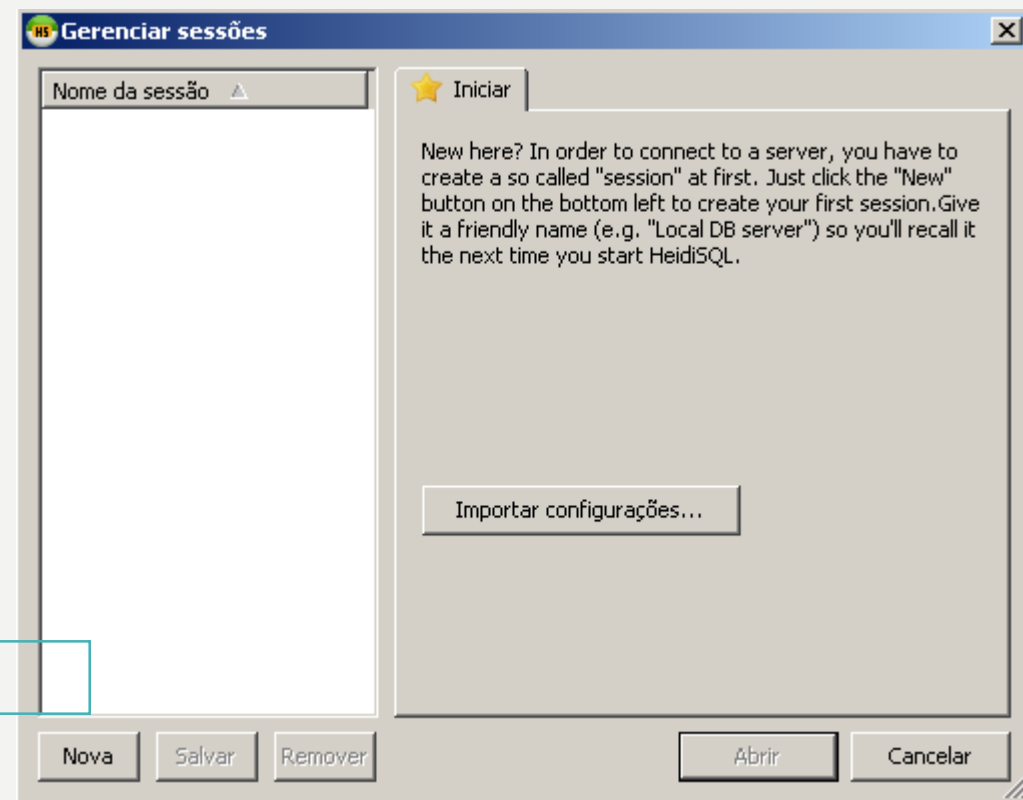 HS Gerenciar sessões
Nome da sessão
Iniciar
New here? In order to connect to a server, you have to
create a so called "session" at first. Just click the "New"
button on the bottom left to create your first session.Give
it a friendly name (e.g. "Local DB server") so you'll recall it
the next time you start HeidiSQL.
Importar configurações...
Nova Salvar Remover Abrir Cancelar